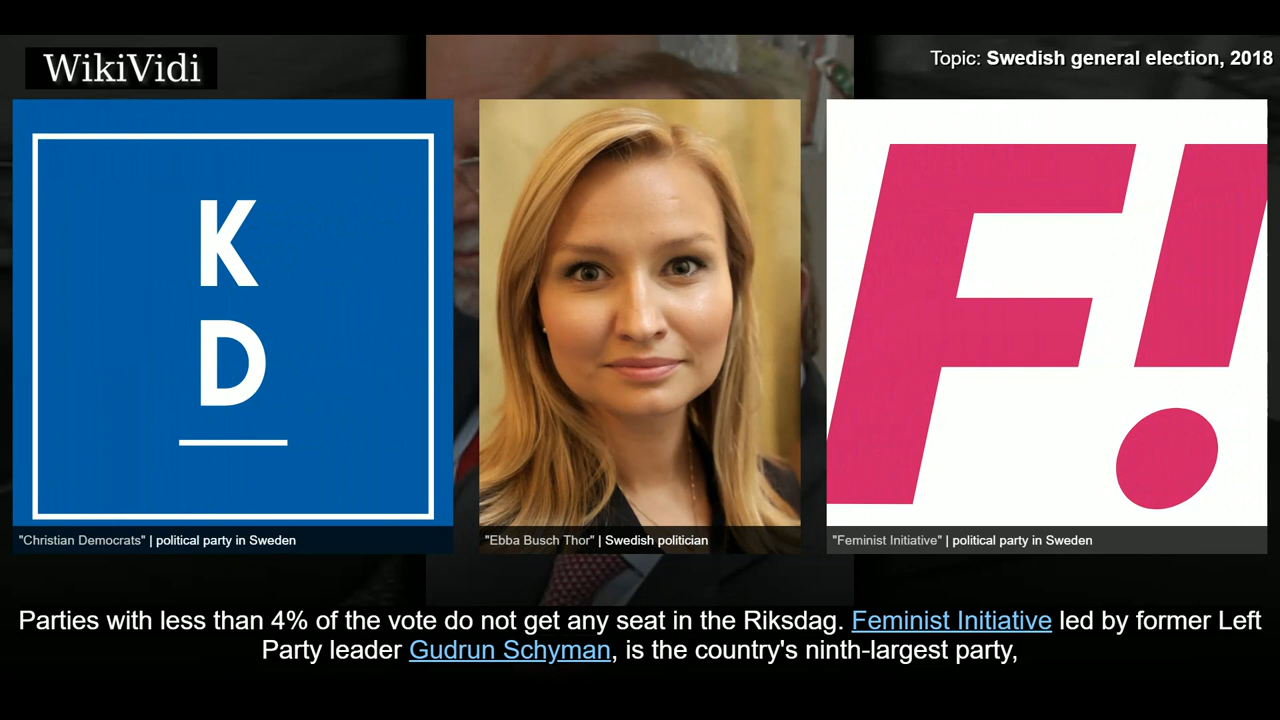 WikiVidi
Topic: Swedish general election, 2018
K
D
F!
"Christian Democrats" | political party in Sweden
"Ebba Busch Thor" | Swedish politician
"Feminist Initiative" | political party in Sweden
Parties with less than 4% of the vote do not get any seat in the Riksdag. Feminist Initiative led by former Left
Party leader Gudrun Schyman, is the country's ninth-largest party,